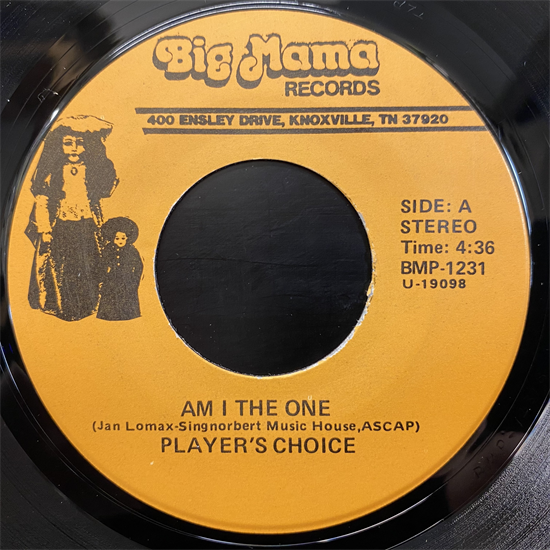 Big Mama
RECORDS
400 ENSLEY DRIVE, KNOXVILLE, TN 37920
SIDE: A
STEREO
Time: 4:36
BMP-1231
U-19098
AM I THE ONE
(Jan Lomax-Singnorbert Music House,ASCAP)
PLAYER'S CHOICE